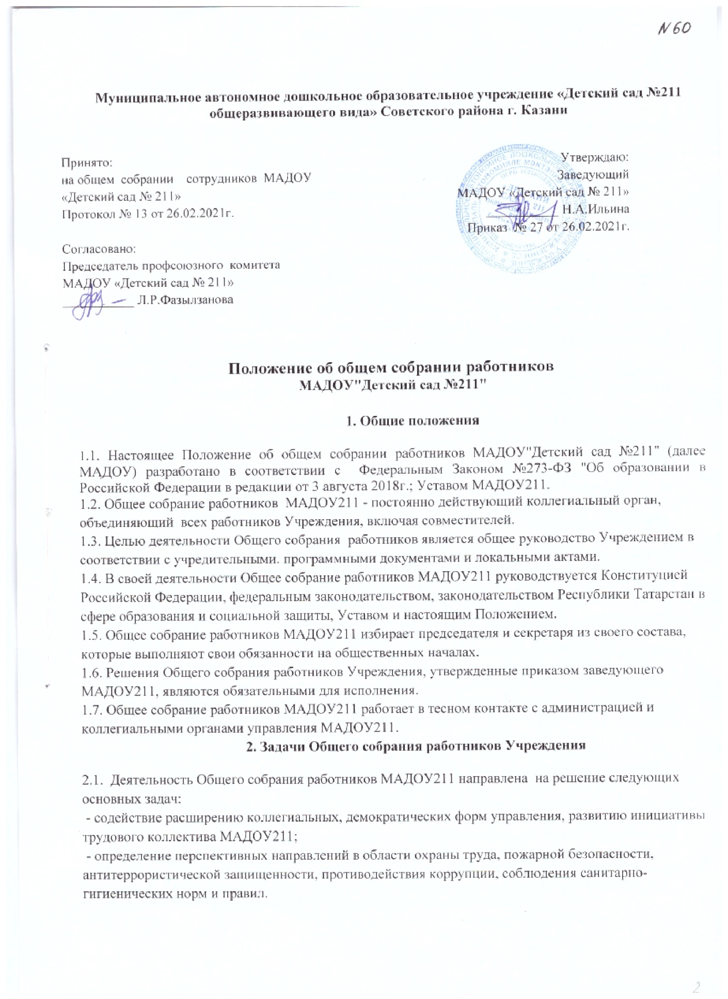 N 60
Муниципальное автономное дошкольное образовательное учреждение «Детский сад №211
общеразвивающего вида» Советского района г. Казани
Принято:
на общем собрании сотрудников МАДОУ
«Детский сад № 211»
Протокол № 13 от 26.02.2021г.
Утверждаю:
Заведующий
МАДОУ «Детский сад № 211»
Н.А.Ильина
Приказ № 27 от 26.02.2021г.
Согласовано:
Председатель профсоюзного комитета
МАДОУ «Детский сад № 211»
Л.Р.Фазылзанова
Положение об общем собрании работников
МАДОУ"Детский сад №211"
1. Общие положения
1.1. Настоящее Положение об общем собрании работников МАДОУ"Детский сад №211" (далее
МАДОУ) разработано в соответствии с Федеральным Законом №273-ФЗ "Об образовании в
Российской Федерации в редакции от 3 августа 2018г.; Уставом МАДОУ211.
1.2. Общее собрание работников МАДОУ211 - постоянно действующий коллегиальный орган,
объединяющий всех работников Учреждения, включая совместителей.
1.3. Целью деятельности Общего собрания работников является общее руководство Учреждением в
соответствии с учредительными. программными документами и локальными актами.
1.4. В своей деятельности Общее собрание работников МАДОУ211 руководствуется Конституцией
Российской Федерации, федеральным законодательством, законодательством Республики Татарстан в
сфере образования и социальной защиты, Уставом и настоящим Положением.
1.5. Общее собрание работников МАДОУ211 избирает председателя и секретаря из своего состава,
которые выполняют свои обязанности на общественных началах.
1.6. Решения Общего собрания работников Учреждения, утвержденные приказом заведующего
МАДОУ211, являются обязательными для исполнения.
1.7. Общее собрание работников МАДОУ211 работает в тесном контакте с администрацией и
коллегиальными органами управления МАДОУ211.
2. Задачи Общего собрания работников Учреждения
2.1. Деятельность Общего собрания работников МАДОУ211 направлена на решение следующих
основных задач:
- содействие расширению коллегиальных, демократических форм управления, развитию инициативы
трудового коллектива МАДОУ211;
- определение перспективных направлений в области охраны труда, пожарной безопасности,
антитеррористической защищенности, противодействия коррупции, соблюдения санитарно-
гигиенических норм и правил.
2